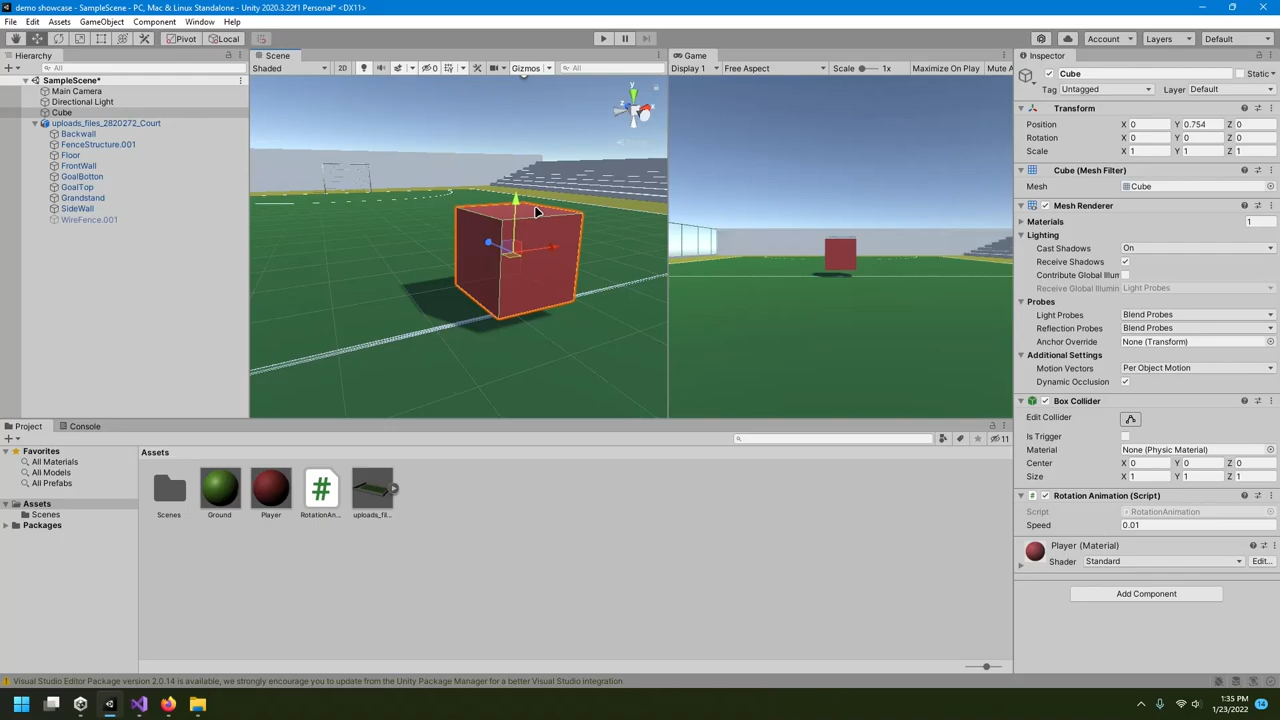 demo showcase - SampleScene - PC, Mac & Linux Standalone - Unity 2020.3.22f1 Personal* <DX11>
File Edit Assets GameObject Component Window Help
Pivot Local
Account Layers Default
Hierarchy
All
SampleScene*
Main Camera
Directional Light
Cube
uploads_files_2820272_Court
Backwall
FenceStructure.001
Floor
FrontWall
GoalBotton
GoalTop
Grandstand
SideWall
WireFence.001
Scene
Shaded 2D 0 Gizmos All
y
x
z
Game
Display 1 Free Aspect Scale 1x Maximize On Play Mute A
Inspector
Cube Static
Tag Untagged Layer Default
Transform
Position X 0 Y 0.754 Z 0
Rotation X 0 Y 0 Z 0
Scale X 1 Y 1 Z 1
Cube (Mesh Filter)
Mesh Cube
Mesh Renderer
Materials 1
Lighting
Cast Shadows On
Receive Shadows
Contribute Global Illum
Receive Global Illumin Light Probes
Probes
Light Probes Blend Probes
Reflection Probes Blend Probes
Anchor Override None (Transform)
Additional Settings
Motion Vectors Per Object Motion
Dynamic Occlusion
Box Collider
Edit Collider
Is Trigger
Material None (Physic Material)
Center X 0 Y 0 Z 0
Size X 1 Y 1 Z 1
Rotation Animation (Script)
Script RotationAnimation
Speed 0.01
Player (Material)
Shader Standard Edit...
Add Component
Project Console
11
Favorites
All Materials
All Models
All Prefabs
Assets
Scenes
Packages
Assets
Scenes Ground Player RotationAn... uploads_fil...
Visual Studio Editor Package version 2.0.14 is available, we strongly encourage you to update from the Unity Package Manager for a better Visual Studio integration
1:35 PM
1/23/2022
14